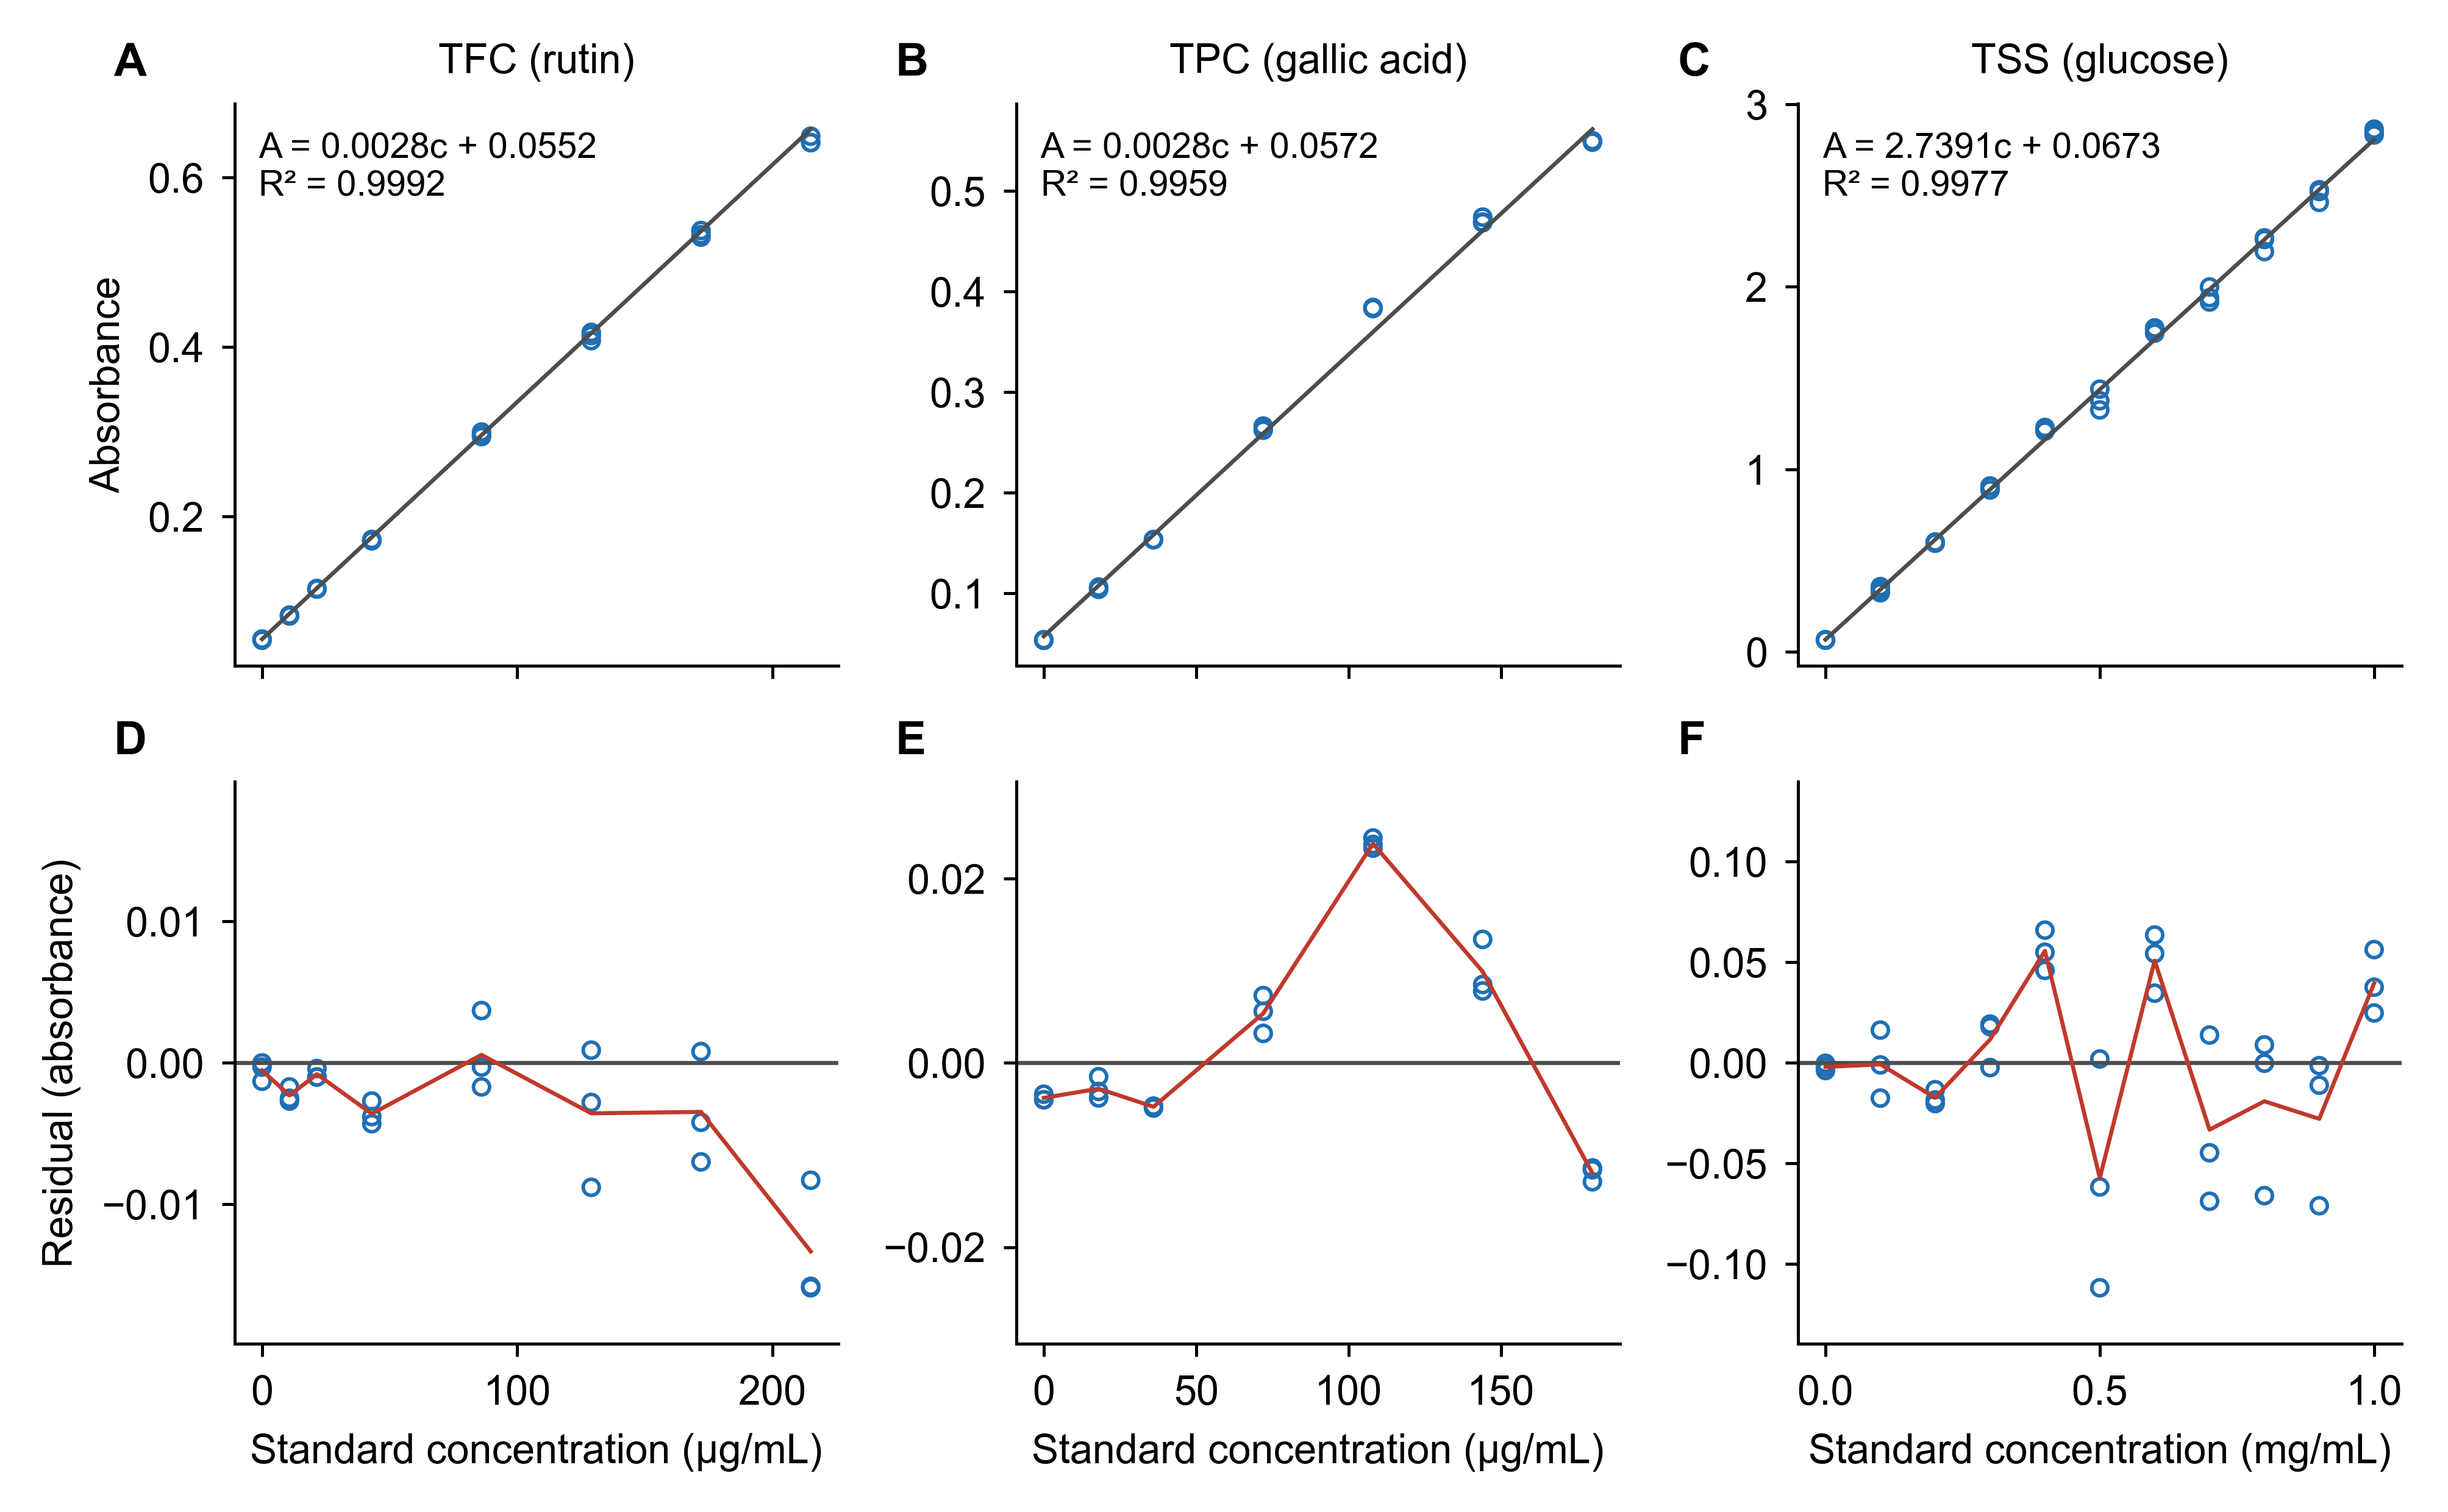 A
TFC (rutin)
A = 0.0028c + 0.0552
R² = 0.9992
Absorbance
0.6
0.4
0.2
B
TPC (gallic acid)
A = 0.0028c + 0.0572
R² = 0.9959
0.5
0.4
0.3
0.2
0.1
C
TSS (glucose)
A = 2.7391c + 0.0673
R² = 0.9977
3
2
1
0
D
Residual (absorbance)
0.01
0.00
−0.01
0 100 200
Standard concentration (μg/mL)
E
0.02
0.00
−0.02
0 50 100 150
Standard concentration (μg/mL)
F
0.10
0.05
0.00
−0.05
−0.10
0.0 0.5 1.0
Standard concentration (mg/mL)